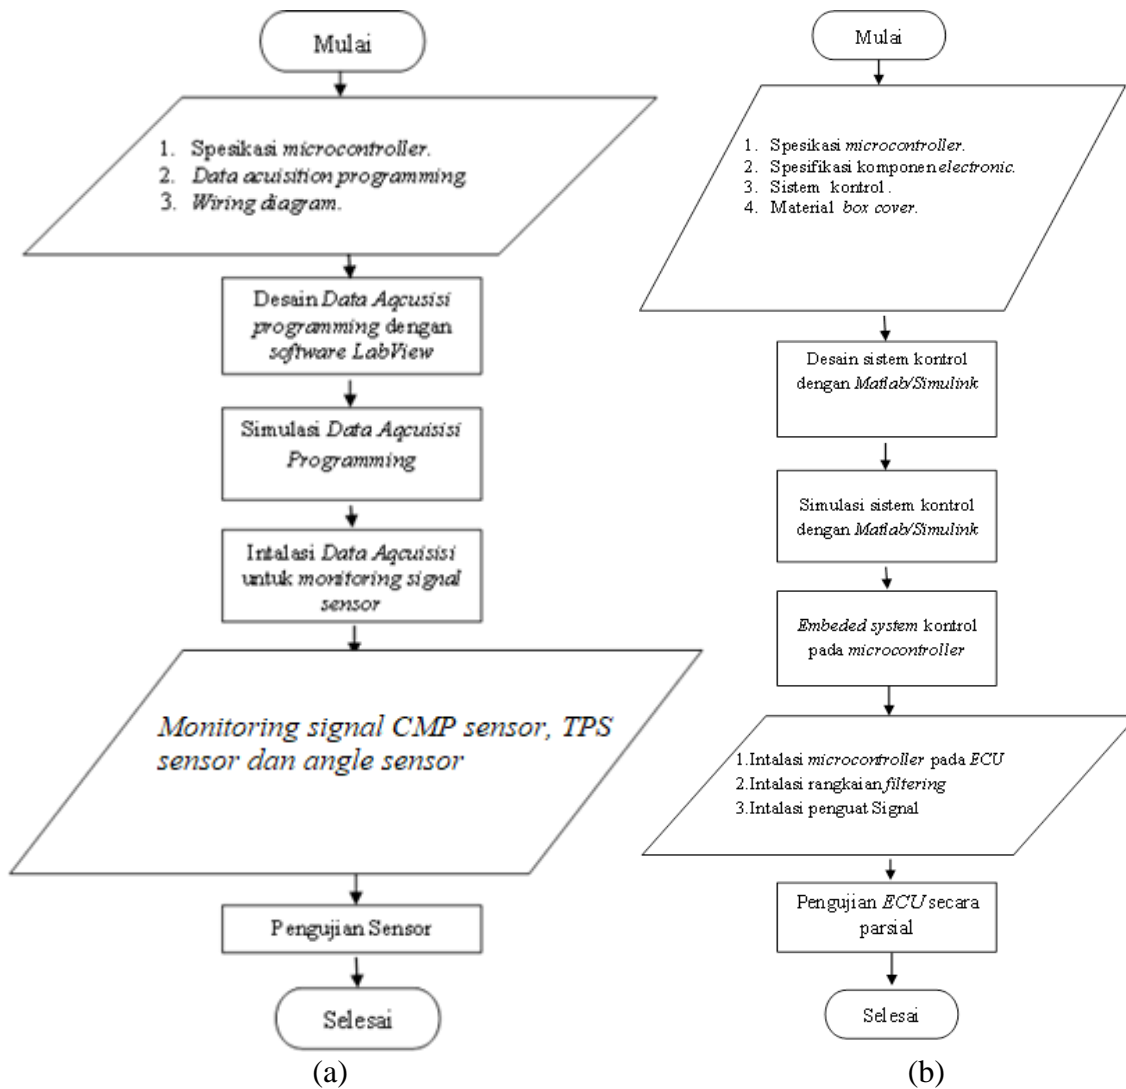 Mulai
1. Spesikasi microcontroller.
2. Data acuisition programming.
3. Wiring diagram.
Desain Data Aqcusisi
programming dengan
software LabView
Simulasi Data Aqcuisisi
Programming
Intalasi Data Aqcuisisi
untuk monitoring signal
sensor
Monitoring signal CMP sensor, TPS
sensor dan angle sensor
Pengujian Sensor
Selesai
(a)
Mulai
1. Spesikasi microcontroller.
2. Spesifikasi komponen electronic.
3. Sistem kontrol .
4. Material box cover.
Desain sistem kontrol
dengan Matlab/Simulink
Simulasi sistem kontrol
dengan Matlab/Simulink
Embeded system kontrol
pada microcontroller
1.Intalasi microcontroller pada ECU
2.Intalasi rangkaian filtering
3.Intalasi penguat Signal
Pengujian ECU secara
parsial
Selesai
(b)